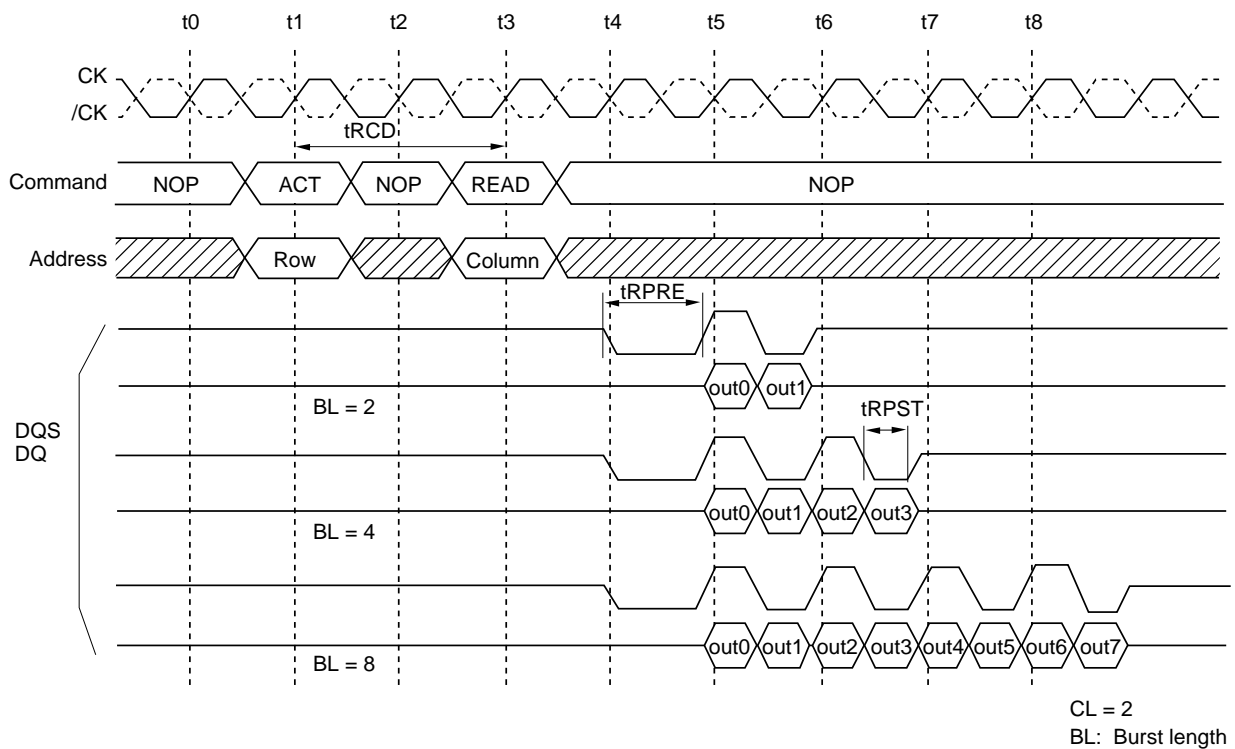 t0 t1 t2 t3 t4 t5 t6 t7 t8
CK
/CK
tRCD
Command NOP ACT NOP READ NOP
Address Row Column
tRPRE
out0 out1
BL = 2
tRPST
DQS
DQ
out0 out1 out2 out3
BL = 4
out0 out1 out2 out3 out4 out5 out6 out7
BL = 8
CL = 2
BL: Burst length